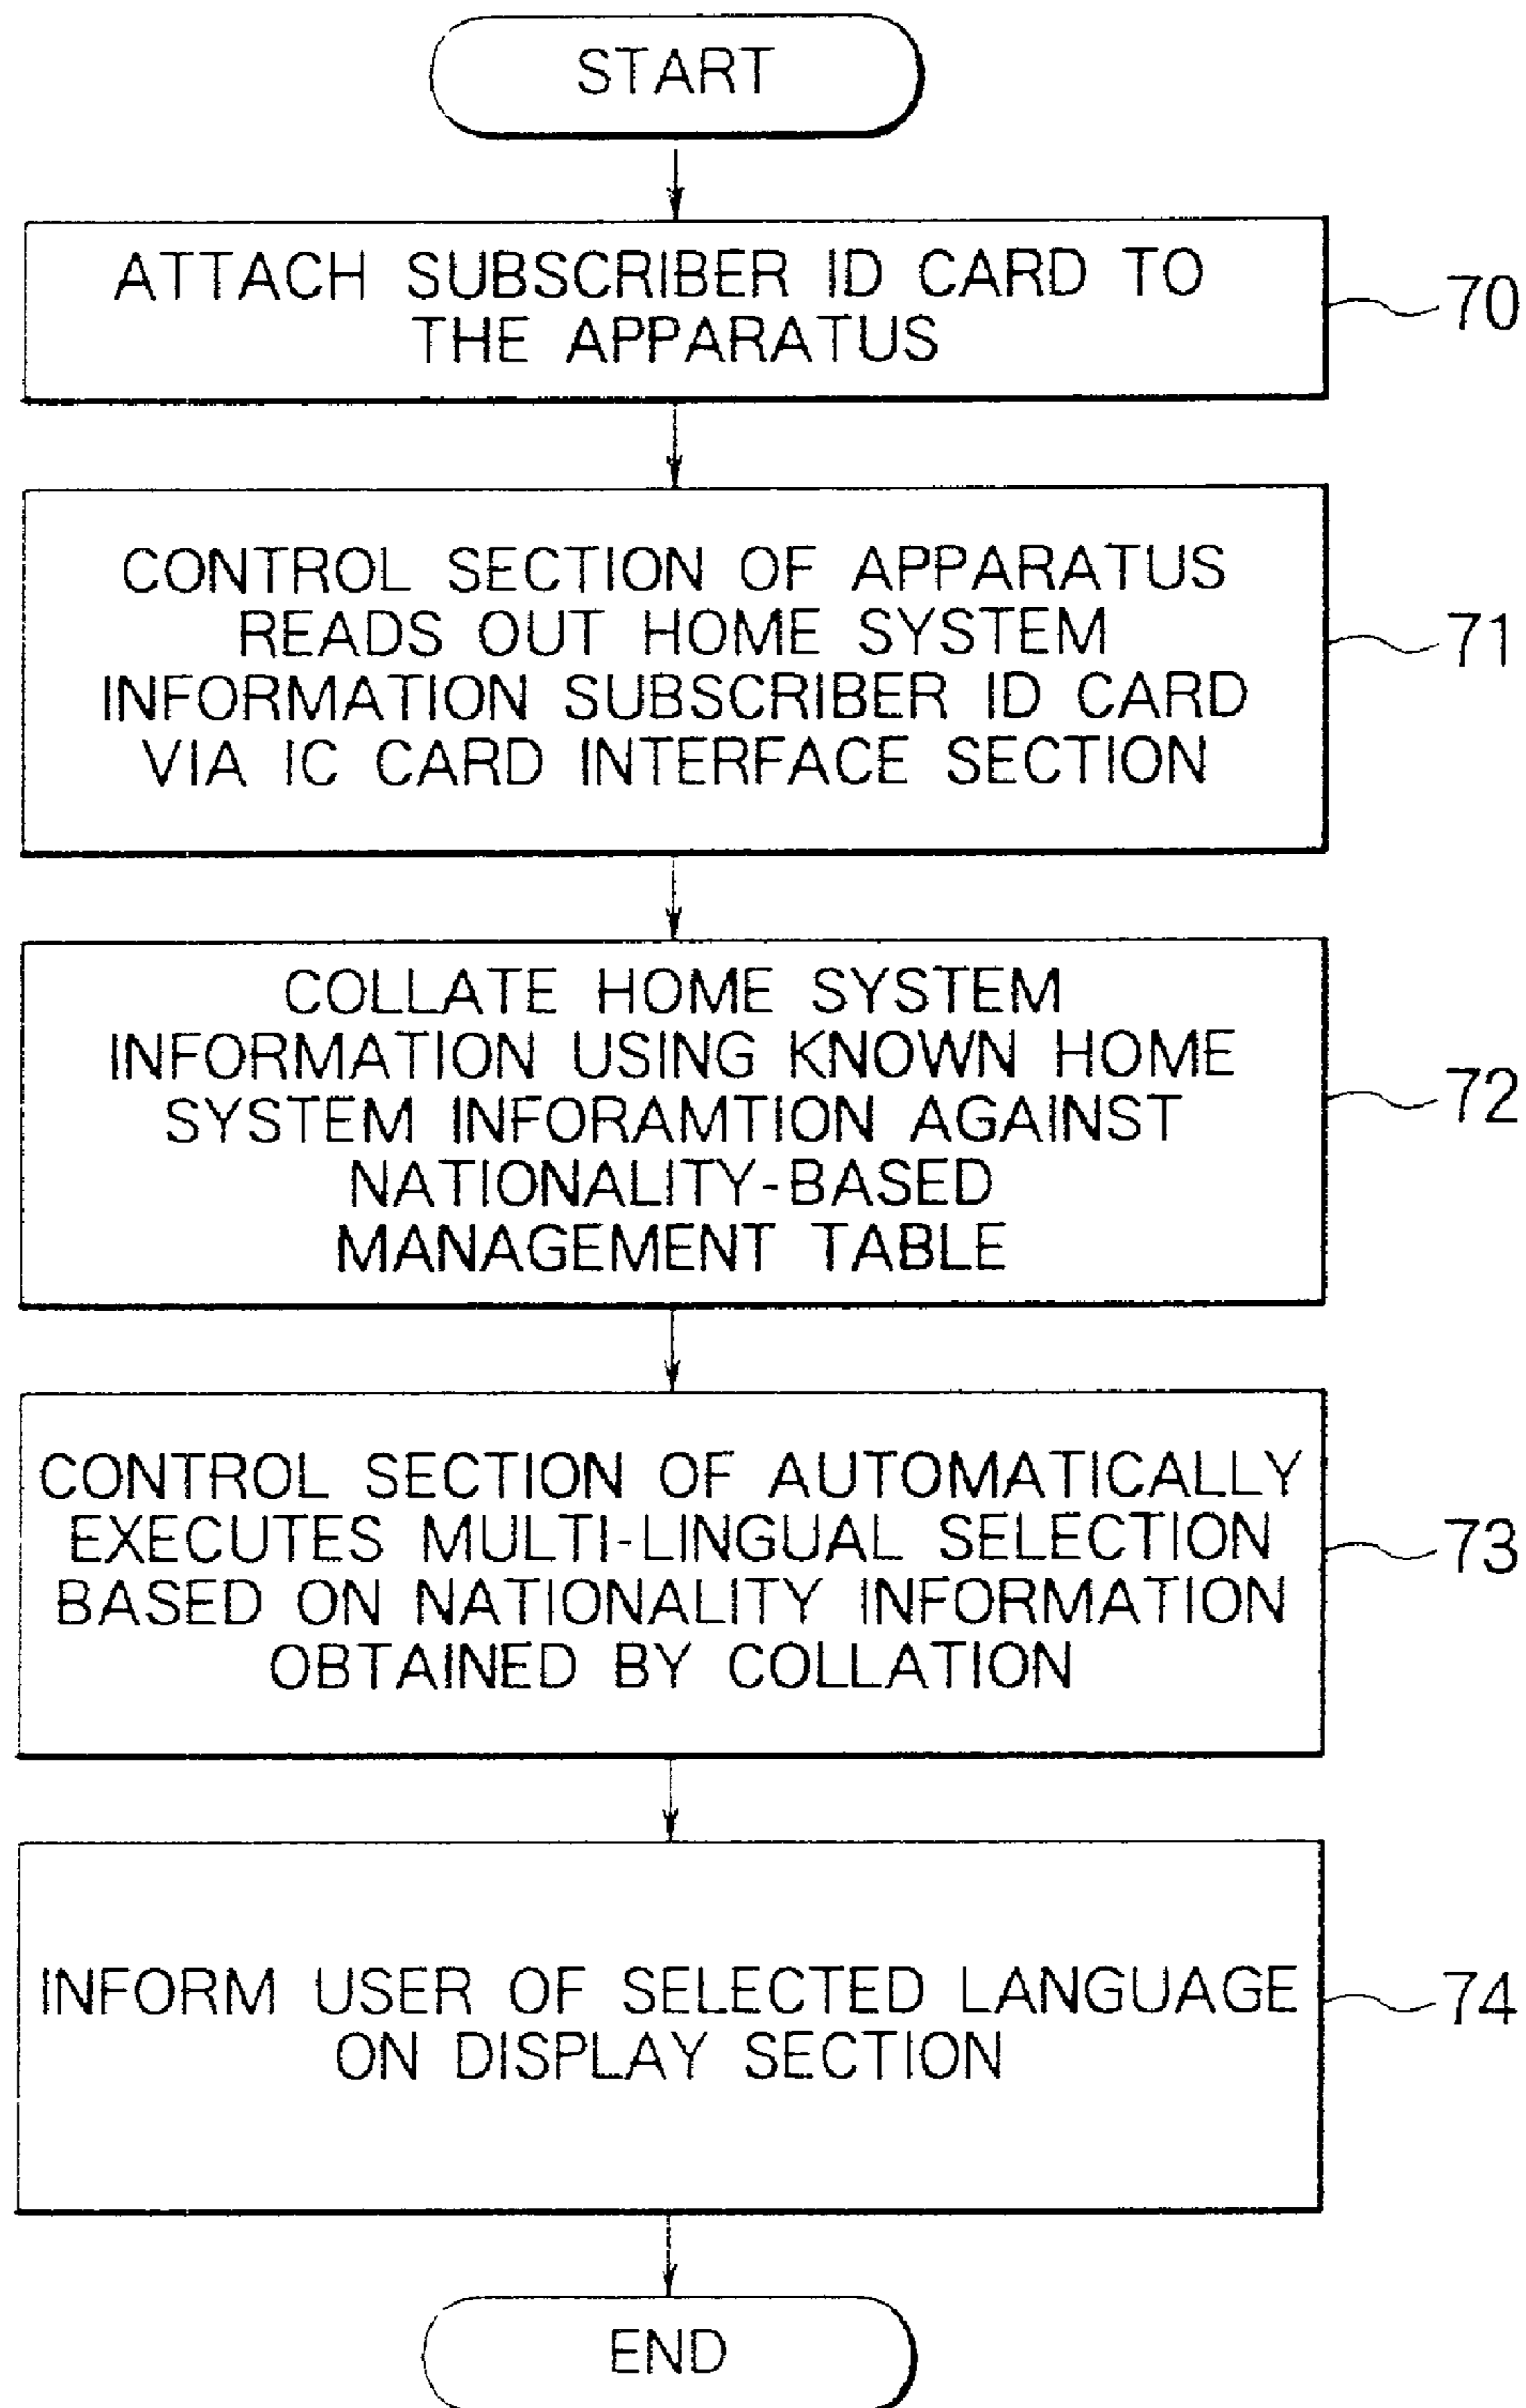 START
ATTACH SUBSCRIBER ID CARD TO
THE APPARATUS
70
CONTROL SECTION OF APPARATUS
READS OUT HOME SYSTEM
INFORMATION SUBSCRIBER ID CARD
VIA IC CARD INTERFACE SECTION
71
COLLATE HOME SYSTEM
INFORMATION USING KNOWN HOME
SYSTEM INFORAMTION AGAINST
NATIONALITY-BASED
MANAGEMENT TABLE
72
CONTROL SECTION OF AUTOMATICALLY
EXECUTES MULTI-LINGUAL SELECTION
BASED ON NATIONALITY INFORMATION
OBTAINED BY COLLATION
73
INFORM USER OF SELECTED LANGUAGE
ON DISPLAY SECTION
74
END